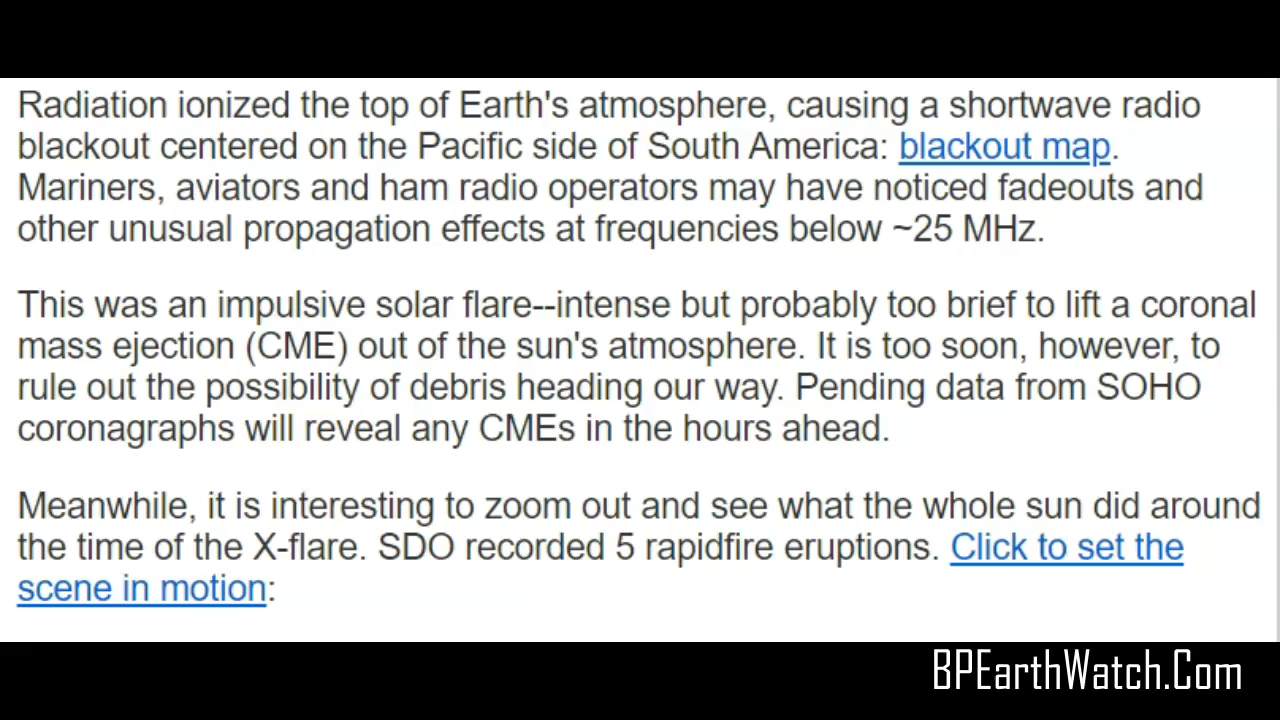 Radiation ionized the top of Earth's atmosphere, causing a shortwave radio
blackout centered on the Pacific side of South America: blackout map.
Mariners, aviators and ham radio operators may have noticed fadeouts and
other unusual propagation effects at frequencies below ~25 MHz.
This was an impulsive solar flare--intense but probably too brief to lift a coronal
mass ejection (CME) out of the sun's atmosphere. It is too soon, however, to
rule out the possibility of debris heading our way. Pending data from SOHO
coronagraphs will reveal any CMEs in the hours ahead.
Meanwhile, it is interesting to zoom out and see what the whole sun did around
the time of the X-flare. SDO recorded 5 rapidfire eruptions. Click to set the
scene in motion:
BPEarthWatch.Com